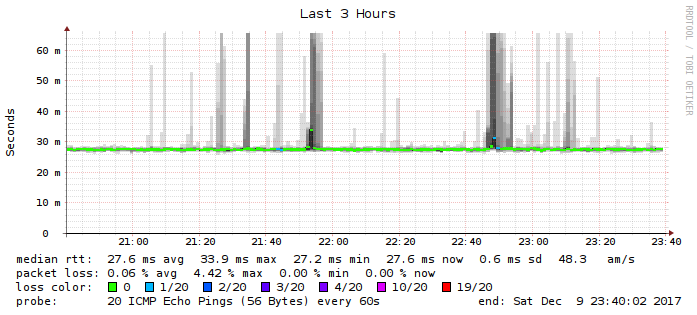 Last 3 Hours
RRDTOOL / TOBI OETIKER
Seconds
60 m
50 m
40 m
30 m
20 m
10 m
0
21:00 21:20 21:40 22:00 22:20 22:40 23:00 23:20 23:40
median rtt: 27.6 ms avg 33.9 ms max 27.2 ms min 27.6 ms now 0.6 ms sd 48.3 am/s
packet loss: 0.06 % avg 4.42 % max 0.00 % min 0.00 % now
loss color: 0 1/20 2/20 3/20 4/20 10/20 19/20
probe: 20 ICMP Echo Pings (56 Bytes) every 60s end: Sat Dec 9 23:40:02 2017